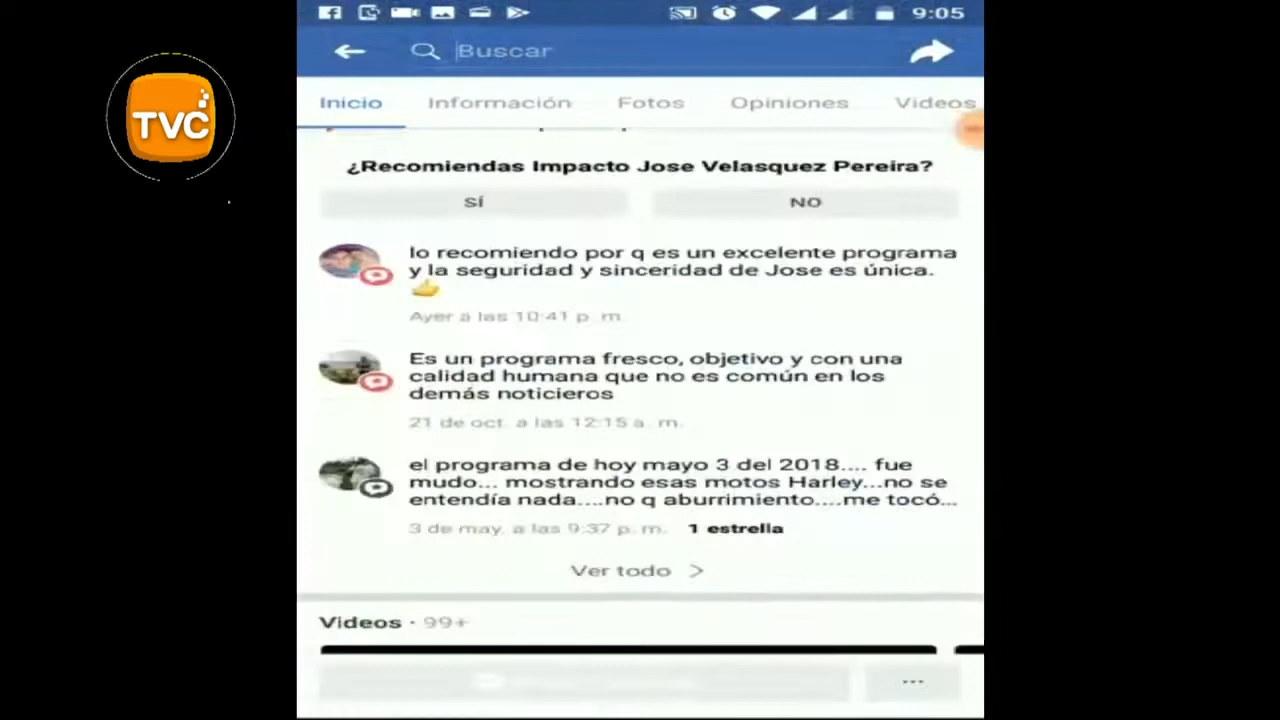 9:05
TVC
Buscar
Inicio Información Fotos Opiniones Videos
¿Recomiendas Impacto Jose Velasquez Pereira?
SÍ NO
lo recomiendo por q es un excelente programa
y la seguridad y sinceridad de Jose es única.
👍
Ayer a las 10:41 p. m.
Es un programa fresco, objetivo y con una
calidad humana que no es común en los
demás noticieros
21 de oct. a las 12:15 a. m.
el programa de hoy mayo 3 del 2018.... fue
mudo... mostrando esas motos Harley...no se
entendía nada....no q aburrimiento....me tocó...
3 de may. a las 9:37 p. m. 1 estrella
Ver todo >
Videos · 99+
...